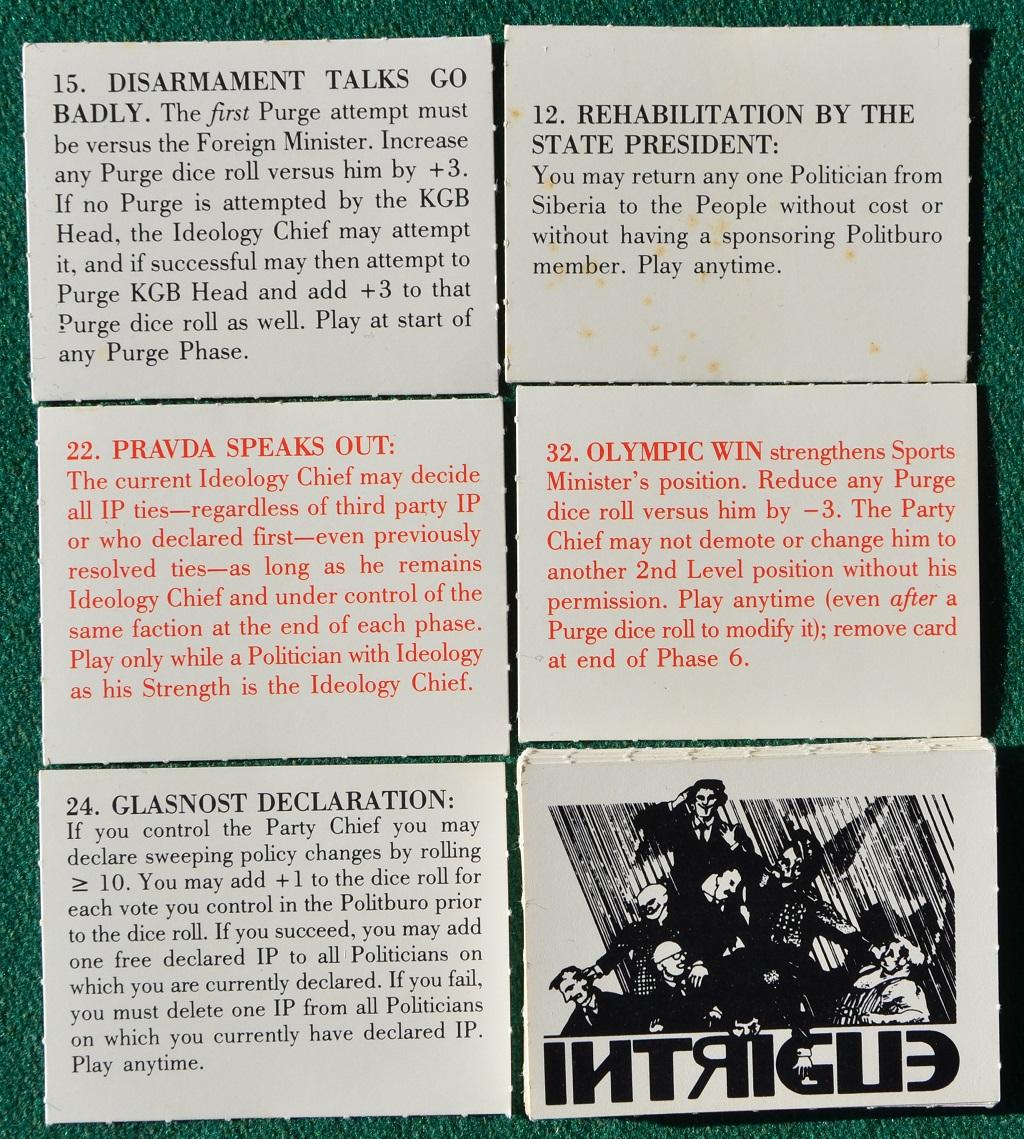 15. DISARMAMENT TALKS GO
BADLY. The first Purge attempt must
be versus the Foreign Minister. Increase
any Purge dice roll versus him by +3.
If no Purge is attempted by the KGB
Head, the Ideology Chief may attempt
it, and if successful may then attempt to
Purge KGB Head and add +3 to that
Purge dice roll as well. Play at start of
any Purge Phase.
12. REHABILITATION BY THE
STATE PRESIDENT:
You may return any one Politician from
Siberia to the People without cost or
without having a sponsoring Politburo
member. Play anytime.
22. PRAVDA SPEAKS OUT:
The current Ideology Chief may decide
all IP ties—regardless of third party IP
or who declared first—even previously
resolved ties—as long as he remains
Ideology Chief and under control of the
same faction at the end of each phase.
Play only while a Politician with Ideology
as his Strength is the Ideology Chief.
32. OLYMPIC WIN strengthens Sports
Minister's position. Reduce any Purge
dice roll versus him by −3. The Party
Chief may not demote or change him to
another 2nd Level position without his
permission. Play anytime (even after a
Purge dice roll to modify it); remove card
at end of Phase 6.
24. GLASNOST DECLARATION:
If you control the Party Chief you may
declare sweeping policy changes by rolling
≥ 10. You may add +1 to the dice roll for
each vote you control in the Politburo prior
to the dice roll. If you succeed, you may add
one free declared IP to all Politicians on
which you are currently declared. If you fail,
you must delete one IP from all Politicians
on which you currently have declared IP.
Play anytime.
INTRIGUE